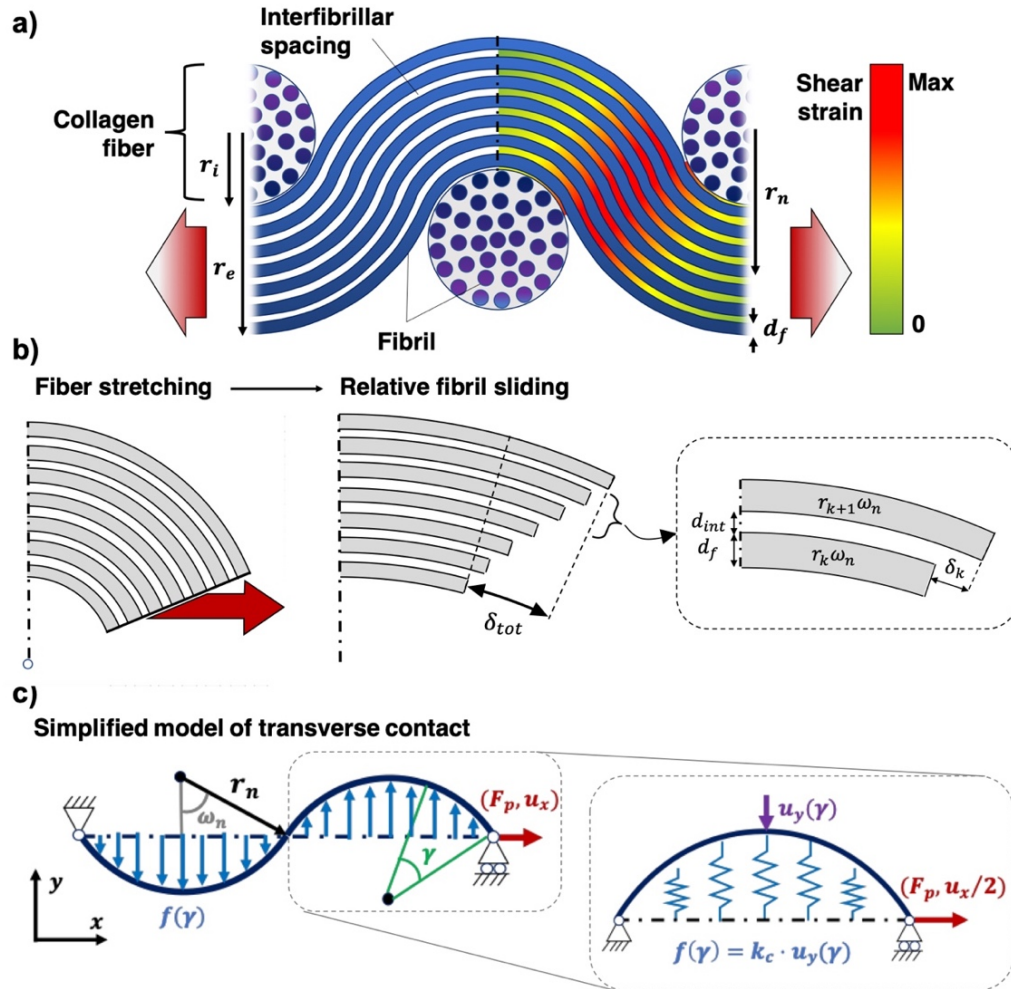 a)
Interfibrillar
spacing
Collagen
fiber
r_i
r_e
Fibril
r_n
d_f
Shear
strain
Max
0
b)
Fiber stretching
Relative fibril sliding
δ_tot
d_int
d_f
r_{k+1}ω_n
r_kω_n
δ_k
c)
Simplified model of transverse contact
r_n
ω_n
(F_p, u_x)
γ
f(γ)
y
x
u_y(γ)
(F_p, u_x/2)
f(γ) = k_c · u_y(γ)